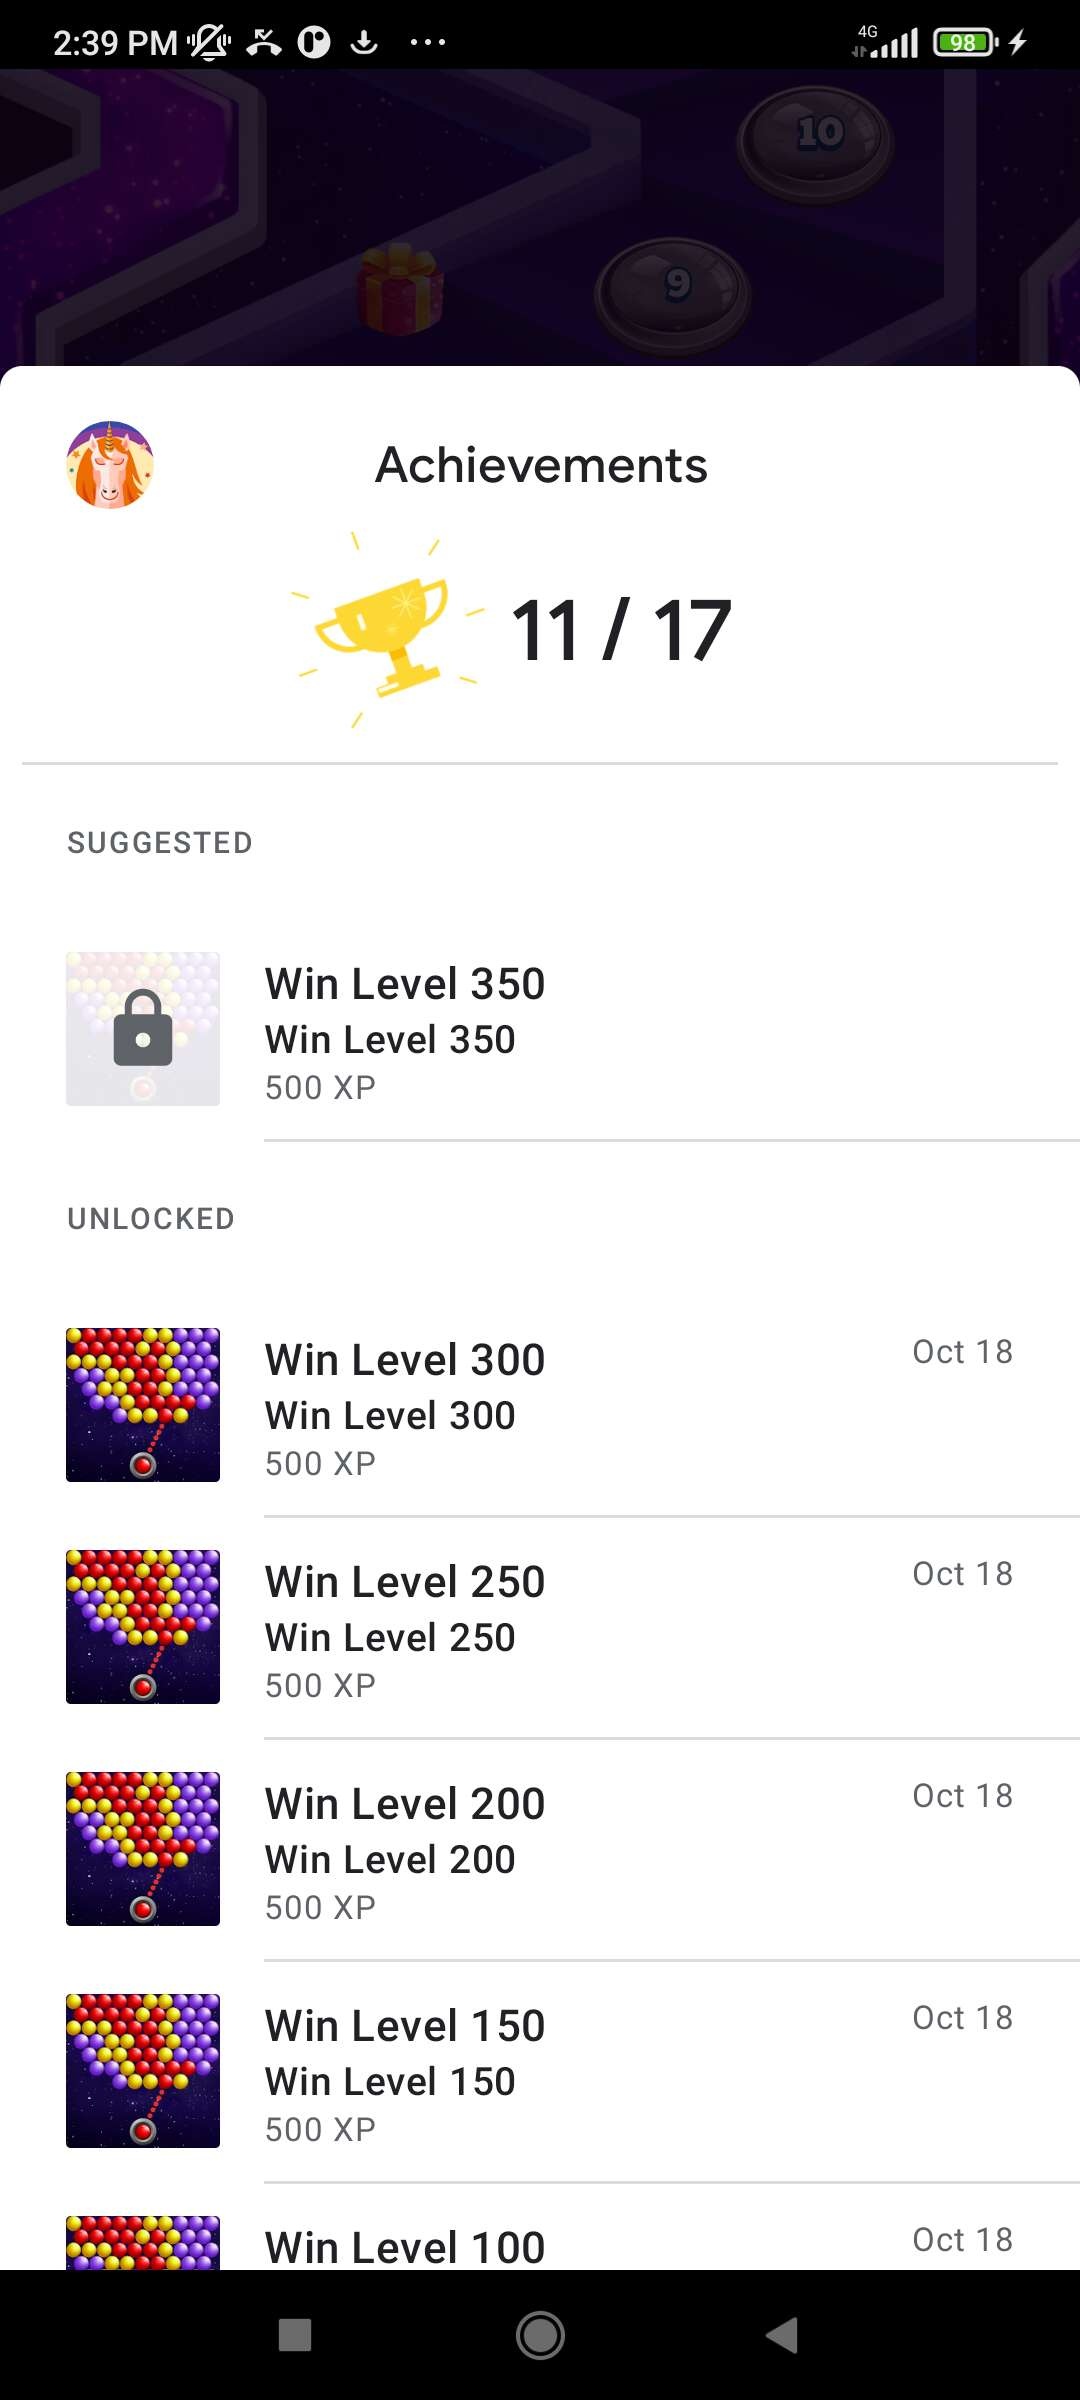 2:39 PM
4G
98
10
9
Achievements
11 / 17
SUGGESTED
Win Level 350
Win Level 350
500 XP
UNLOCKED
Win Level 300
Oct 18
Win Level 300
500 XP
Win Level 250
Oct 18
Win Level 250
500 XP
Win Level 200
Oct 18
Win Level 200
500 XP
Win Level 150
Oct 18
Win Level 150
500 XP
Win Level 100
Oct 18